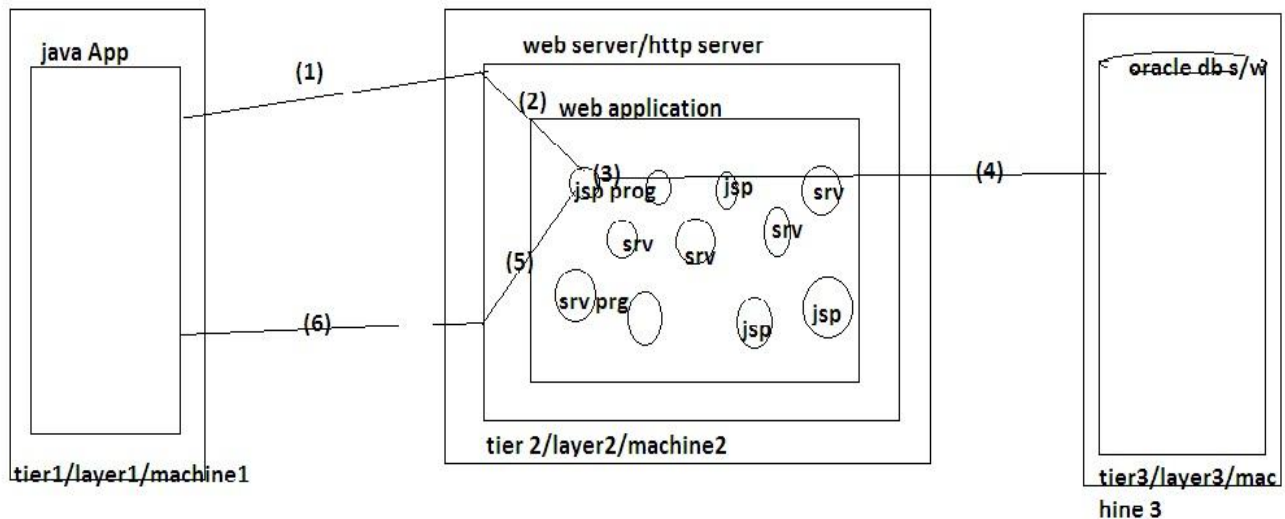 java App
(1)
web server/http server
oracle db s/w
(2)
web application
(3)
(4)
jsp prog
jsp
srv
srv
srv
srv
(5)
srv prg
jsp
jsp
(6)
tier 2/layer2/machine2
tier1/layer1/machine1
tier3/layer3/mac
hine 3